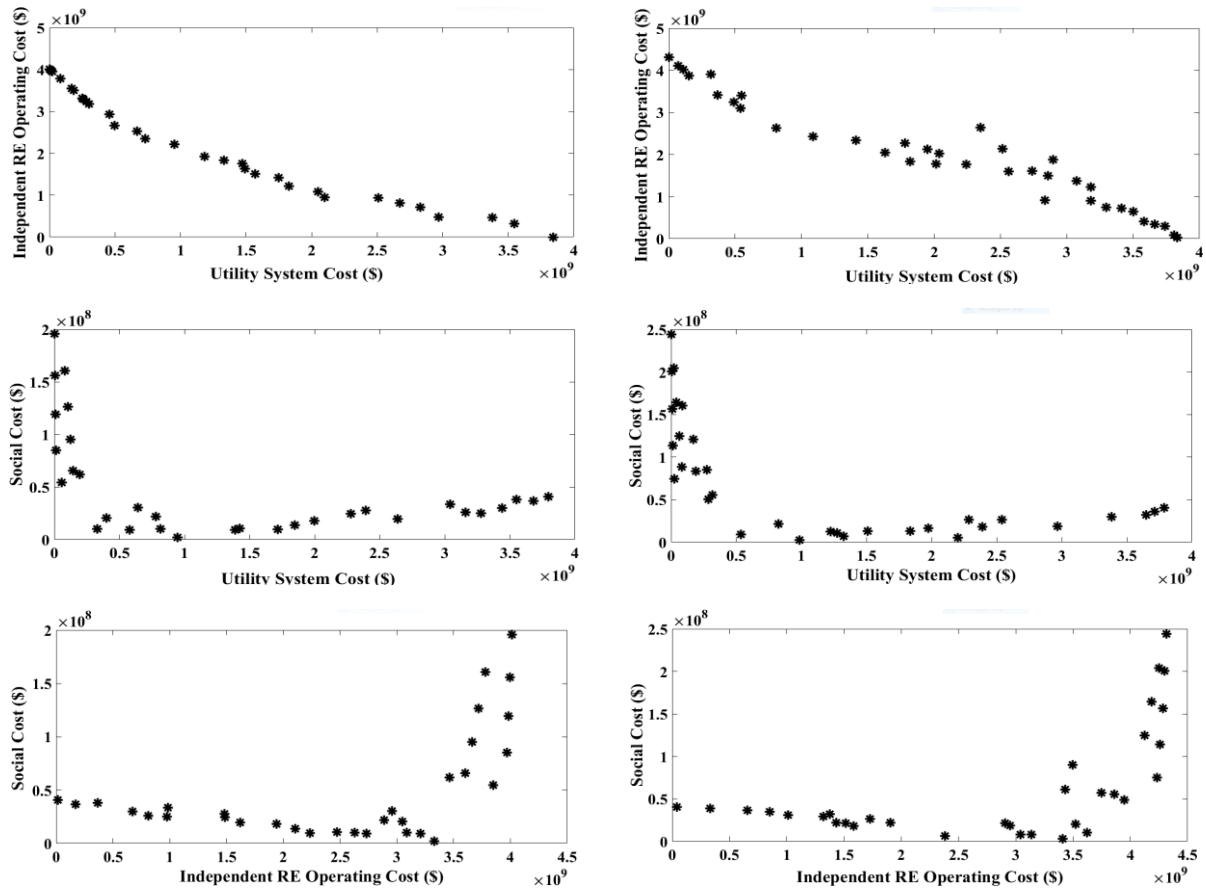 ×10⁹
5
4
3
2
1
0
Independent RE Operating Cost ($)
0 0.5 1 1.5 2 2.5 3 3.5 4
Utility System Cost ($)
×10⁹
×10⁹
5
4
3
2
1
0
Independent RE Operating Cost ($)
0 0.5 1 1.5 2 2.5 3 3.5 4
Utility System Cost ($)
×10⁹
×10⁸
2
1.5
1
0.5
0
Social Cost ($)
0 0.5 1 1.5 2 2.5 3 3.5 4
Utility System Cost ($)
×10⁹
×10⁸
2.5
2
1.5
1
0.5
0
Social Cost ($)
0 0.5 1 1.5 2 2.5 3 3.5 4
Utility System Cost ($)
×10⁹
×10⁸
2
1.5
1
0.5
0
Social Cost ($)
0 0.5 1 1.5 2 2.5 3 3.5 4 4.5
Independent RE Operating Cost ($)
×10⁹
×10⁸
2.5
2
1.5
1
0.5
0
Social Cost ($)
0 0.5 1 1.5 2 2.5 3 3.5 4 4.5
Independent RE Operating Cost ($)
×10⁹